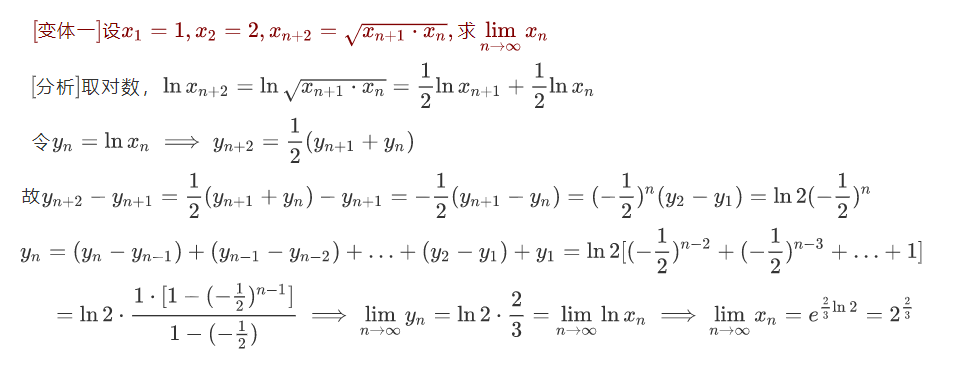 [变体一]设$x_1 = 1, x_2 = 2, x_{n+2} = \sqrt{x_{n+1} \cdot x_n}$, 求 $\lim_{n \to \infty} x_n$
[分析]取对数，$\ln x_{n+2} = \ln \sqrt{x_{n+1} \cdot x_n} = \frac{1}{2} \ln x_{n+1} + \frac{1}{2} \ln x_n$
令$y_n = \ln x_n \implies y_{n+2} = \frac{1}{2}(y_{n+1} + y_n)$
故$y_{n+2} - y_{n+1} = \frac{1}{2}(y_{n+1} + y_n) - y_{n+1} = -\frac{1}{2}(y_{n+1} - y_n) = (-\frac{1}{2})^n (y_2 - y_1) = \ln 2 (-\frac{1}{2})^n$
$y_n = (y_n - y_{n-1}) + (y_{n-1} - y_{n-2}) + \ldots + (y_2 - y_1) + y_1 = \ln 2[(-\frac{1}{2})^{n-2} + (-\frac{1}{2})^{n-3} + \ldots + 1]$
$= \ln 2 \cdot \frac{1 \cdot [1 - (-\frac{1}{2})^{n-1}]}{1 - (-\frac{1}{2})} \implies \lim_{n \to \infty} y_n = \ln 2 \cdot \frac{2}{3} = \lim_{n \to \infty} \ln x_n \implies \lim_{n \to \infty} x_n = e^{\frac{2}{3} \ln 2} = 2^{\frac{2}{3}}$